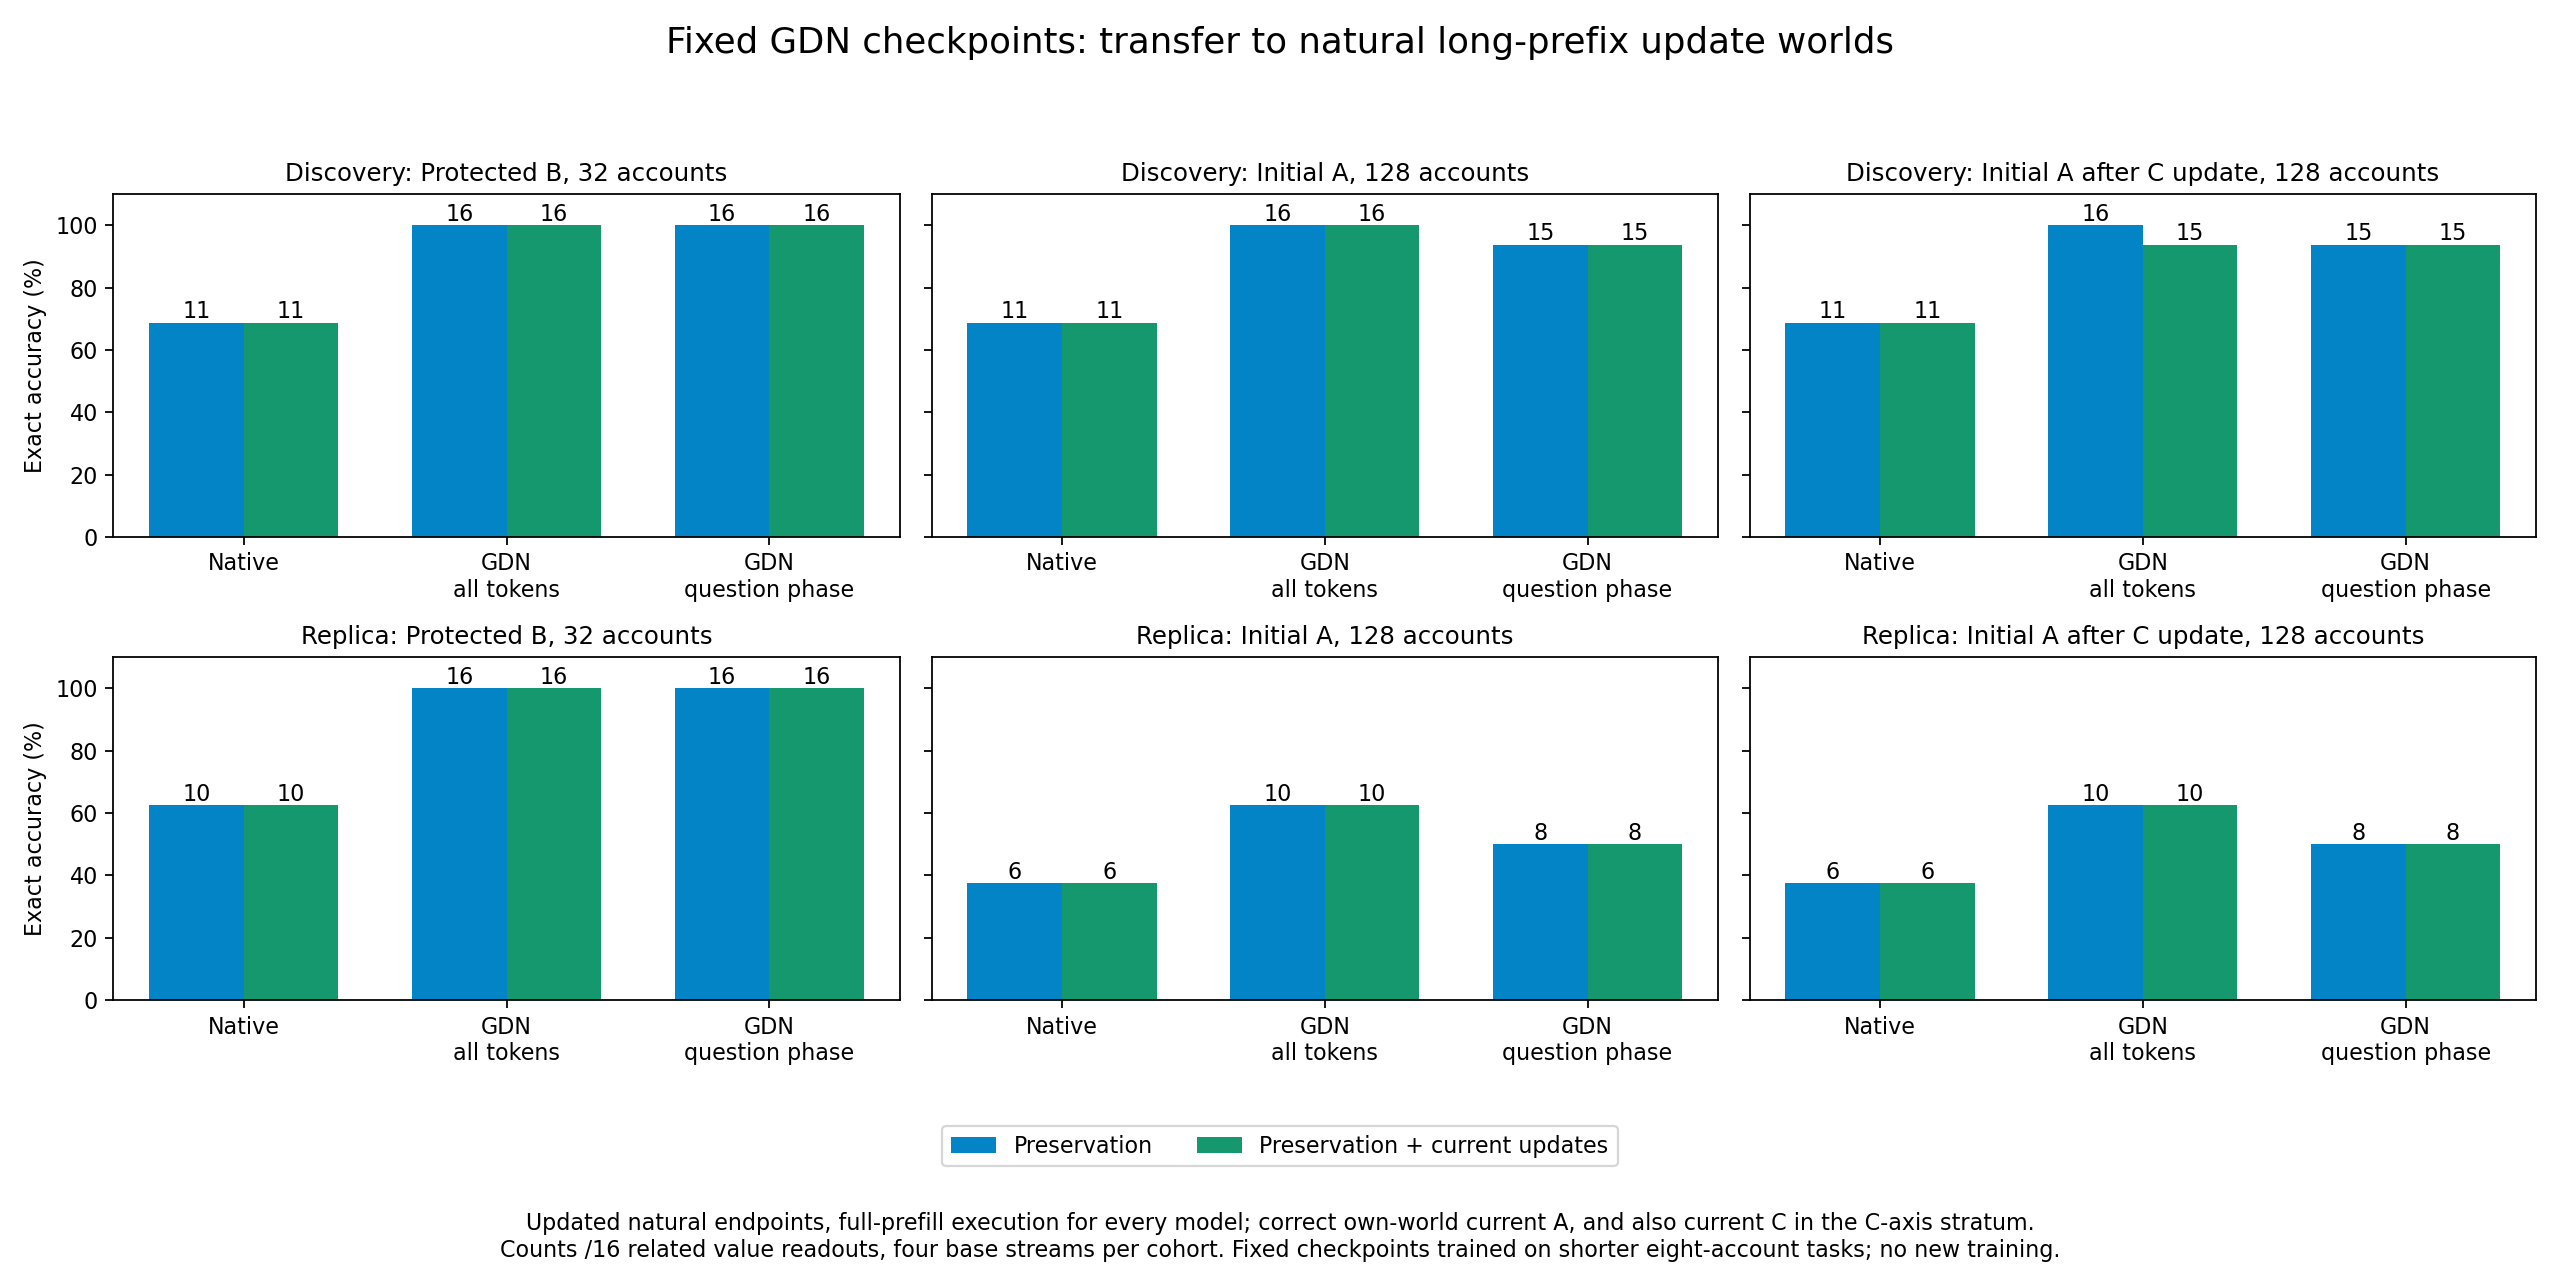 Fixed GDN checkpoints: transfer to natural long-prefix update worlds
Discovery: Protected B, 32 accounts
Exact accuracy (%)
100
80
60
40
20
0
11
11
16
16
16
16
Native
GDN
all tokens
GDN
question phase
Discovery: Initial A, 128 accounts
11
11
16
16
15
15
Native
GDN
all tokens
GDN
question phase
Discovery: Initial A after C update, 128 accounts
11
11
16
15
15
15
Native
GDN
all tokens
GDN
question phase
Replica: Protected B, 32 accounts
Exact accuracy (%)
100
80
60
40
20
0
10
10
16
16
16
16
Native
GDN
all tokens
GDN
question phase
Replica: Initial A, 128 accounts
6
6
10
10
8
8
Native
GDN
all tokens
GDN
question phase
Replica: Initial A after C update, 128 accounts
6
6
10
10
8
8
Native
GDN
all tokens
GDN
question phase
Preservation
Preservation + current updates
Updated natural endpoints, full-prefill execution for every model; correct own-world current A, and also current C in the C-axis stratum.
Counts /16 related value readouts, four base streams per cohort. Fixed checkpoints trained on shorter eight-account tasks; no new training.